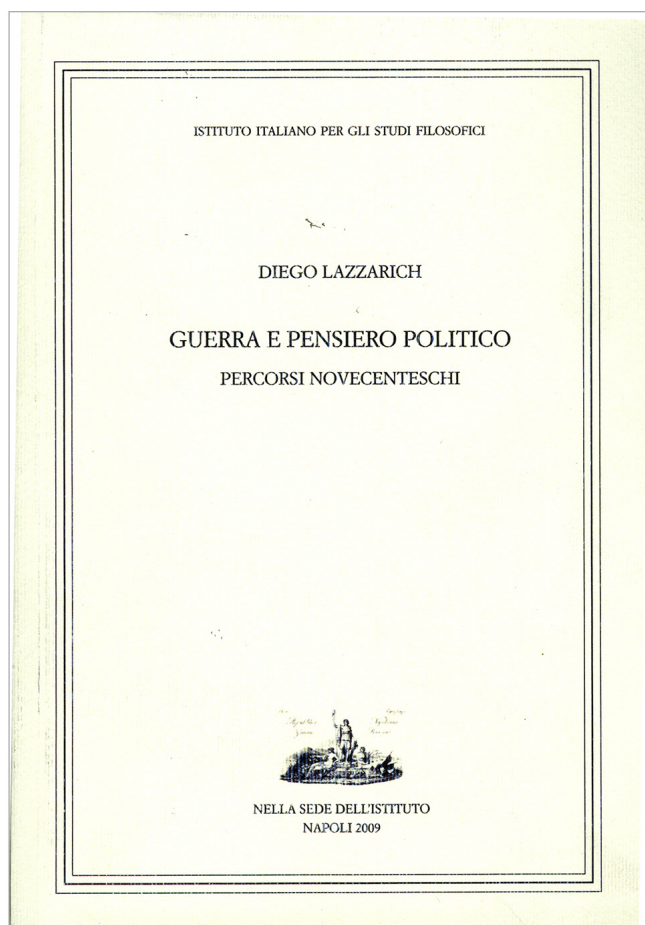 ISTITUTO ITALIANO PER GLI STUDI FILOSOFICI
DIEGO LAZZARICH
GUERRA E PENSIERO POLITICO
PERCORSI NOVECENTESCHI
NELLA SEDE DELL'ISTITUTO
NAPOLI 2009